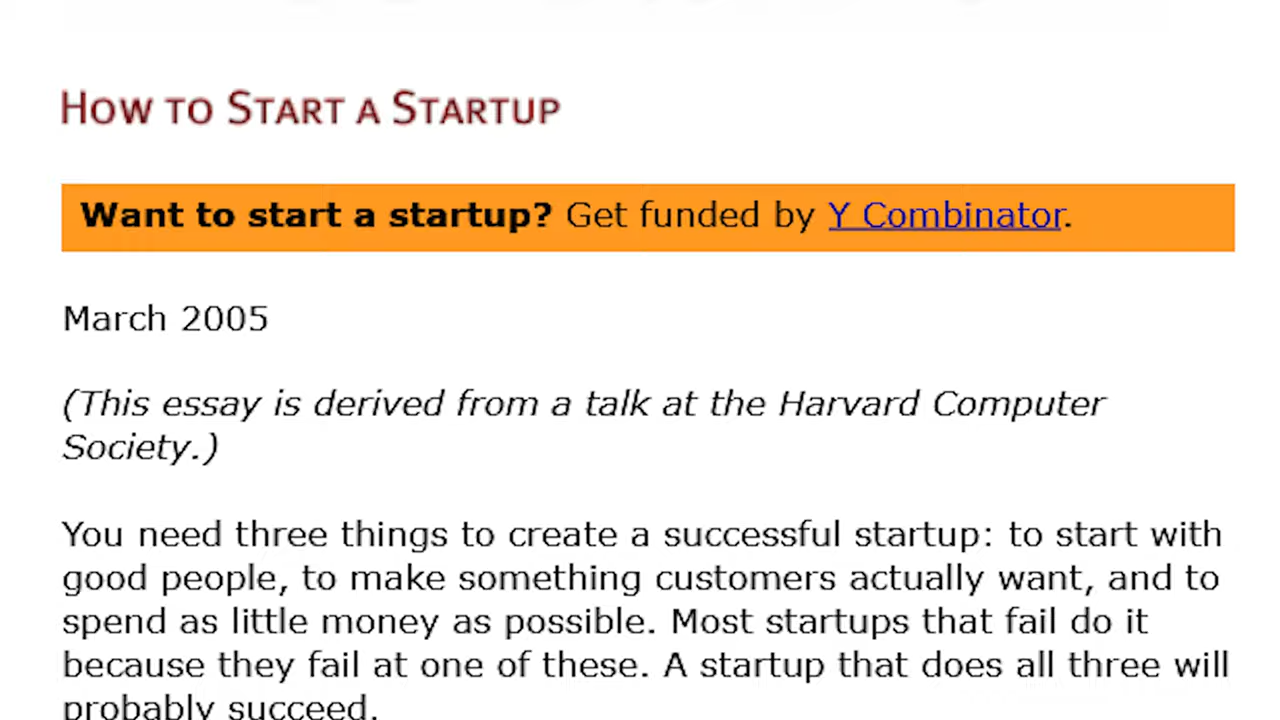 How to Start a Startup
Want to start a startup? Get funded by Y Combinator.
March 2005
(This essay is derived from a talk at the Harvard Computer
Society.)
You need three things to create a successful startup: to start with
good people, to make something customers actually want, and to
spend as little money as possible. Most startups that fail do it
because they fail at one of these. A startup that does all three will
probably succeed.